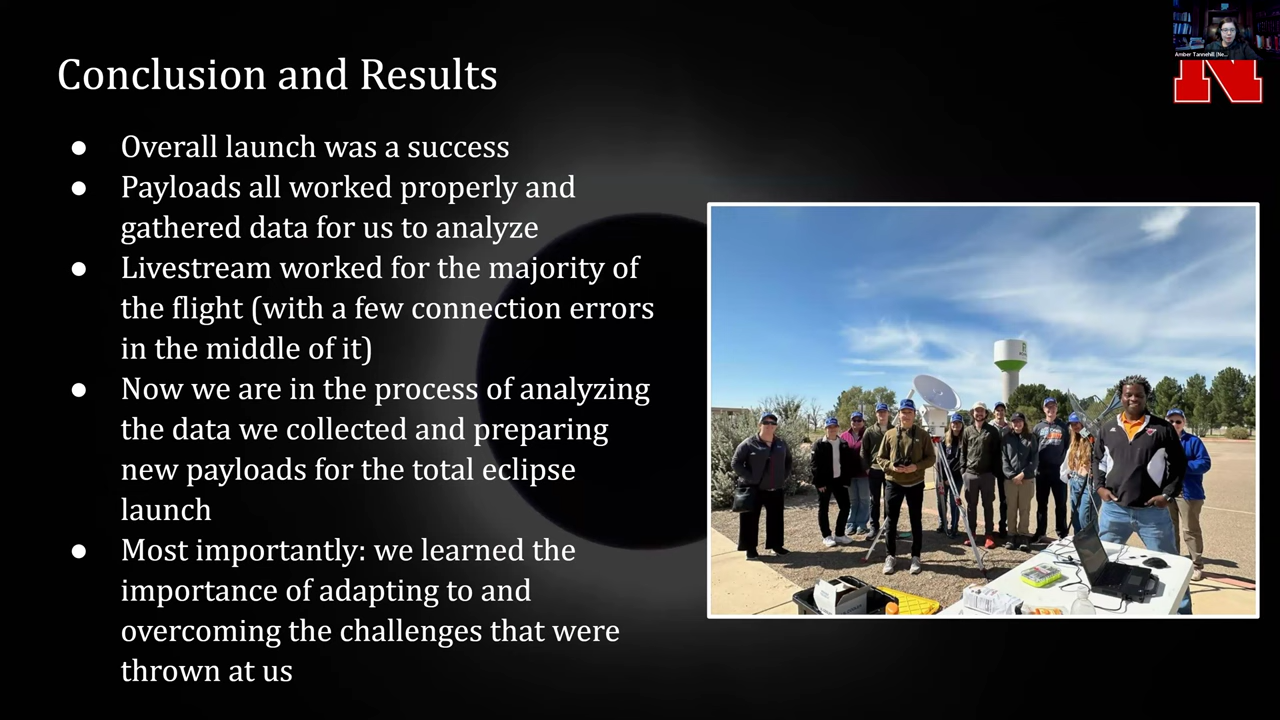 Amber Tannehill (Ne...
N
Conclusion and Results
● Overall launch was a success
● Payloads all worked properly and
gathered data for us to analyze
● Livestream worked for the majority of
the flight (with a few connection errors
in the middle of it)
● Now we are in the process of analyzing
the data we collected and preparing
new payloads for the total eclipse
launch
● Most importantly: we learned the
importance of adapting to and
overcoming the challenges that were
thrown at us